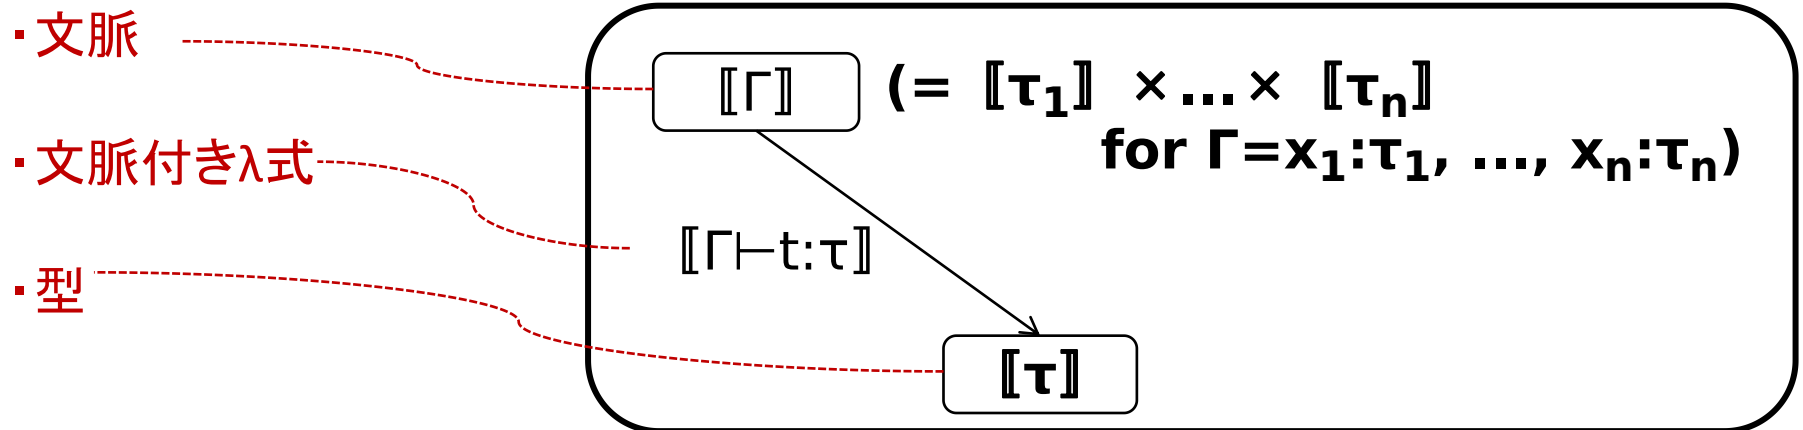 ▪ 文脈
⟦Γ⟧ (= ⟦τ₁⟧ ×…× ⟦τₙ⟧
for Γ=x₁:τ₁, …, xₙ:τₙ)
▪ 文脈付きλ式
⟦Γ⊢t:τ⟧
▪ 型
⟦τ⟧